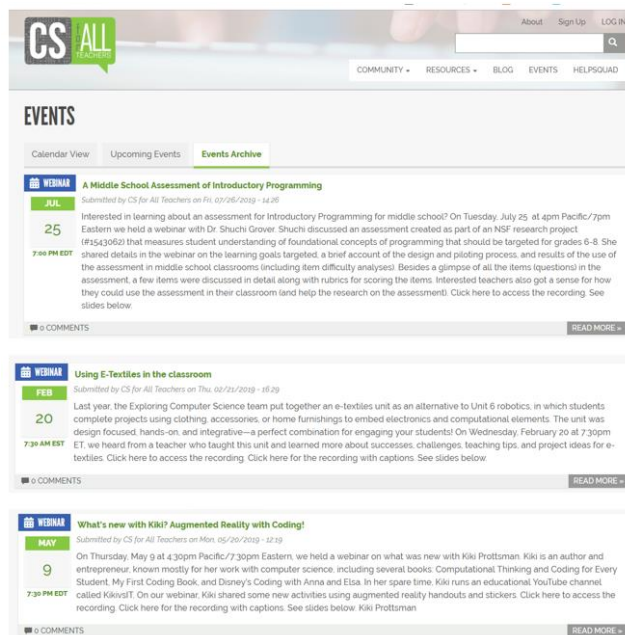 About Sign Up LOG IN
CS FOR ALL
TEACHERS
COMMUNITY RESOURCES BLOG EVENTS HELPSQUAD
EVENTS
Calendar View Upcoming Events Events Archive
WEBINAR
JUL
25
7:00 PM EDT
A Middle School Assessment of Introductory Programming
Submitted by CS for All Teachers on Fri, 07/26/2019 - 14:26
Interested in learning about an assessment for Introductory Programming for middle school? On Tuesday, July 25 at 4pm Pacific/7pm
Eastern we held a webinar with Dr. Shuchi Grover. Shuchi discussed an assessment created as part of an NSF research project
(#1543062) that measures student understanding of foundational concepts of programming that should be targeted for grades 6-8. She
shared details in the webinar on the learning goals targeted, a brief account of the design and piloting process, and results of the use of
the assessment in middle school classrooms (including item difficulty analyses). Besides a glimpse of all the items (questions) in the
assessment, a few items were discussed in detail along with rubrics for scoring the items. Interested teachers also got a sense for how
they could use the assessment in their classroom (and help the research on the assessment). Click here to access the recording. See
slides below.
0 COMMENTS
READ MORE »
WEBINAR
FEB
20
7:30 AM EST
Using E-Textiles in the classroom
Submitted by CS for All Teachers on Thu, 02/21/2019 - 16:29
Last year, the Exploring Computer Science team put together an e-textiles unit as an alternative to Unit 6 robotics, in which students
complete projects using clothing, accessories, or home furnishings to embed electronics and computational elements. The unit was
design focused, hands-on, and integrative—a perfect combination for engaging your students! On Wednesday, February 20 at 7:30pm
ET, we heard from a teacher who taught this unit and learned more about successes, challenges, teaching tips, and project ideas for e-
textiles. Click here to access the recording. Click here for the recording with captions. See slides below.
0 COMMENTS
READ MORE »
WEBINAR
MAY
9
7:30 PM EDT
What's new with Kiki? Augmented Reality with Coding!
Submitted by CS for All Teachers on Mon, 05/20/2019 - 12:19
On Thursday, May 9 at 4:30pm Pacific/7:30pm Eastern, we held a webinar on what was new with Kiki Prottsman. Kiki is an author and
entrepreneur, known mostly for her work with computer science, including several books: Computational Thinking and Coding for Every
Student, My First Coding Book, and Disney's Coding with Anna and Elsa. In her spare time, Kiki runs an educational YouTube channel
called KikivsIT. On our webinar, Kiki shared some new activities using augmented reality handouts and stickers. Click here to access the
recording. Click here for the recording with captions. See slides below. Kiki Prottsman
0 COMMENTS
READ MORE »